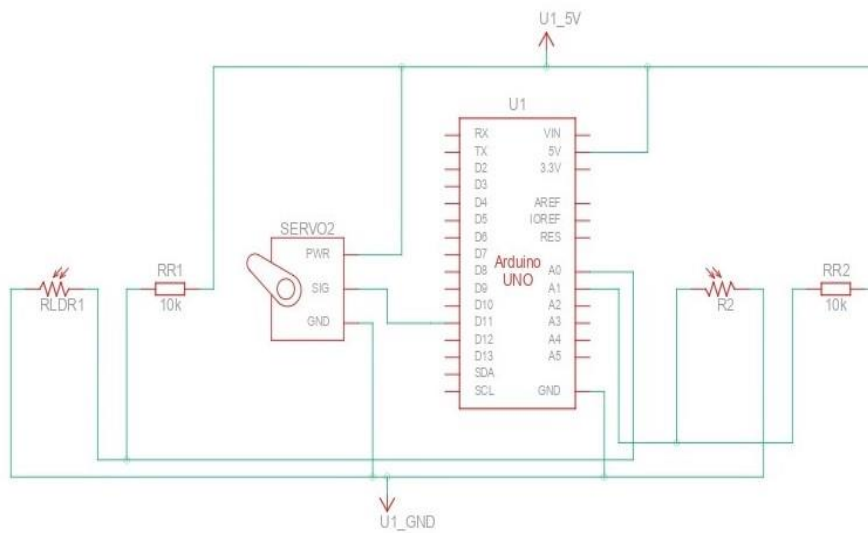 U1_5V
U1
RX
TX
D2
D3
D4
D5
D6
D7
D8
D9
D10
D11
D12
D13
SDA
SCL
VIN
5V
3.3V
AREF
IOREF
RES
Arduino
UNO
A0
A1
A2
A3
A4
A5
GND
SERVO2
PWR
SIG
GND
RLDR1
RR1
10k
R2
RR2
10k
U1_GND